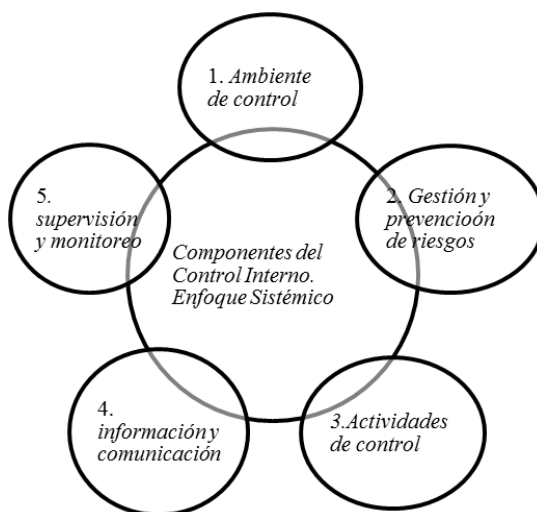 1. Ambiente
de control
2. Gestión y
prevencioón
de riesgos
3.Actividades
de control
4.
información y
comunicación
5.
supervisión
y monitoreo
Componentes del
Control Interno.
Enfoque Sistémico